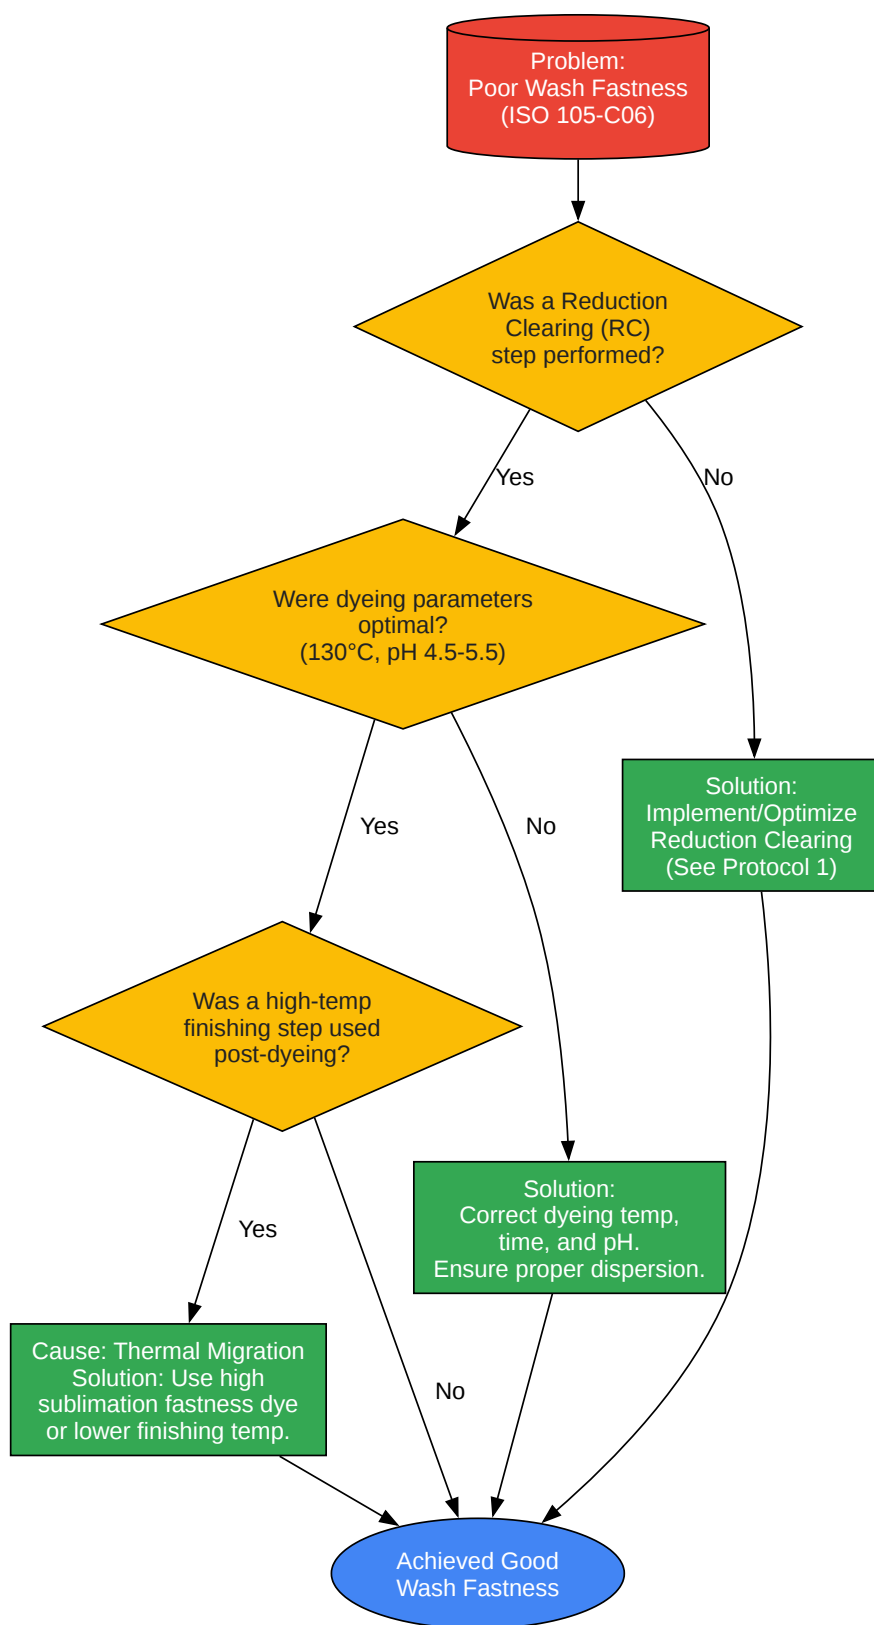 Problem:
Poor Wash Fastness
(ISO 105-C06)
Was a Reduction
Clearing (RC)
step performed?
Yes
No
Were dyeing parameters
optimal?
(130°C, pH 4.5-5.5)
Solution:
Implement/Optimize
Reduction Clearing
(See Protocol 1)
Yes
No
Was a high-temp
finishing step used
post-dyeing?
Solution:
Correct dyeing temp,
time, and pH.
Ensure proper dispersion.
Yes
No
Cause: Thermal Migration
Solution: Use high
sublimation fastness dye
or lower finishing temp.
Achieved Good
Wash Fastness